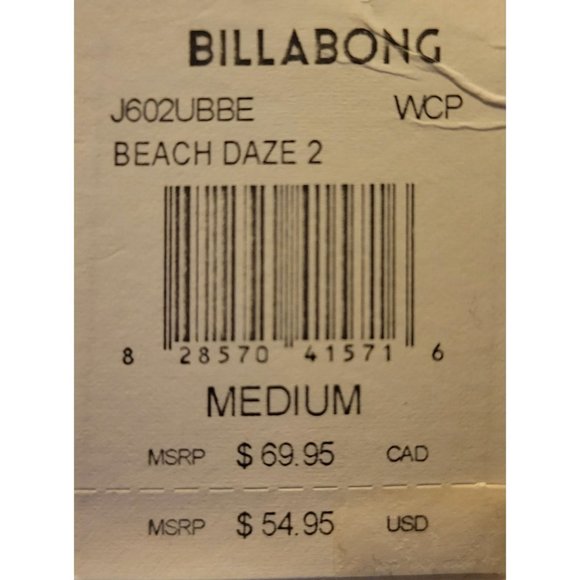 BILLABONG
J602UBBE WCP
BEACH DAZE 2
8 28570 41571 6
MEDIUM
MSRP $ 69.95 CAD
MSRP $ 54.95 USD